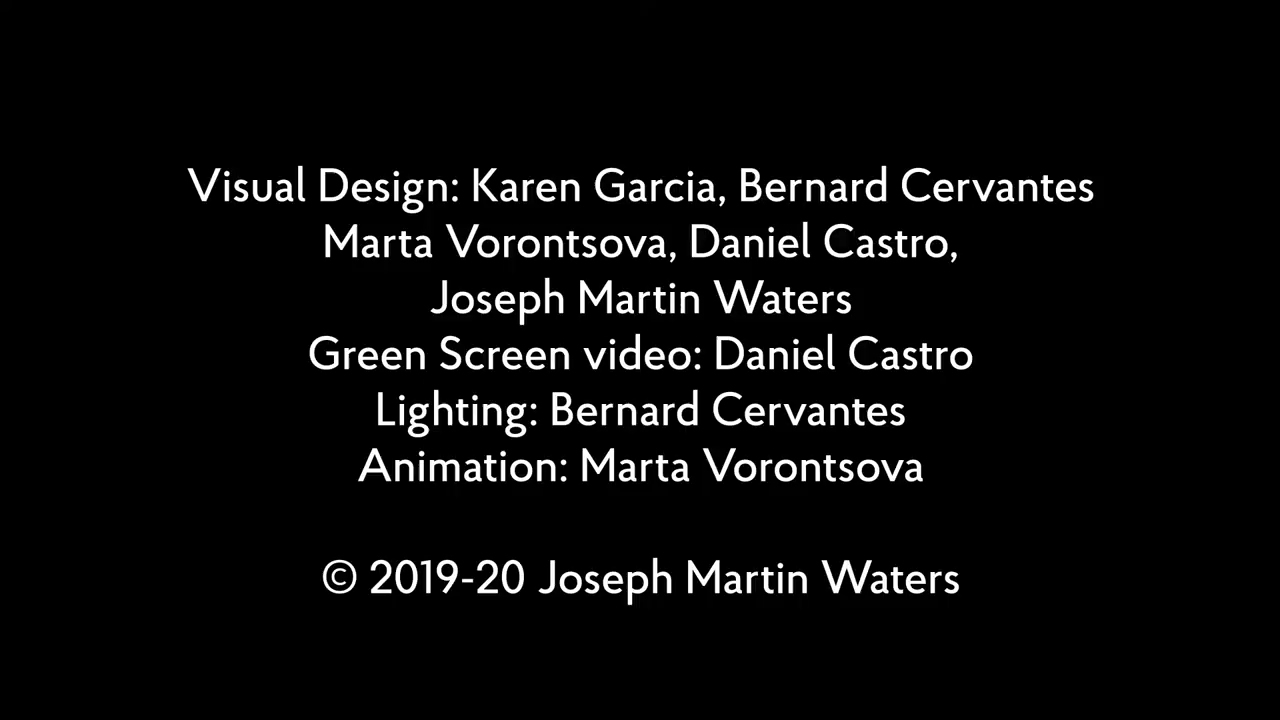 Visual Design: Karen Garcia, Bernard Cervantes
Marta Vorontsova, Daniel Castro,
Joseph Martin Waters
Green Screen video: Daniel Castro
Lighting: Bernard Cervantes
Animation: Marta Vorontsova
© 2019-20 Joseph Martin Waters